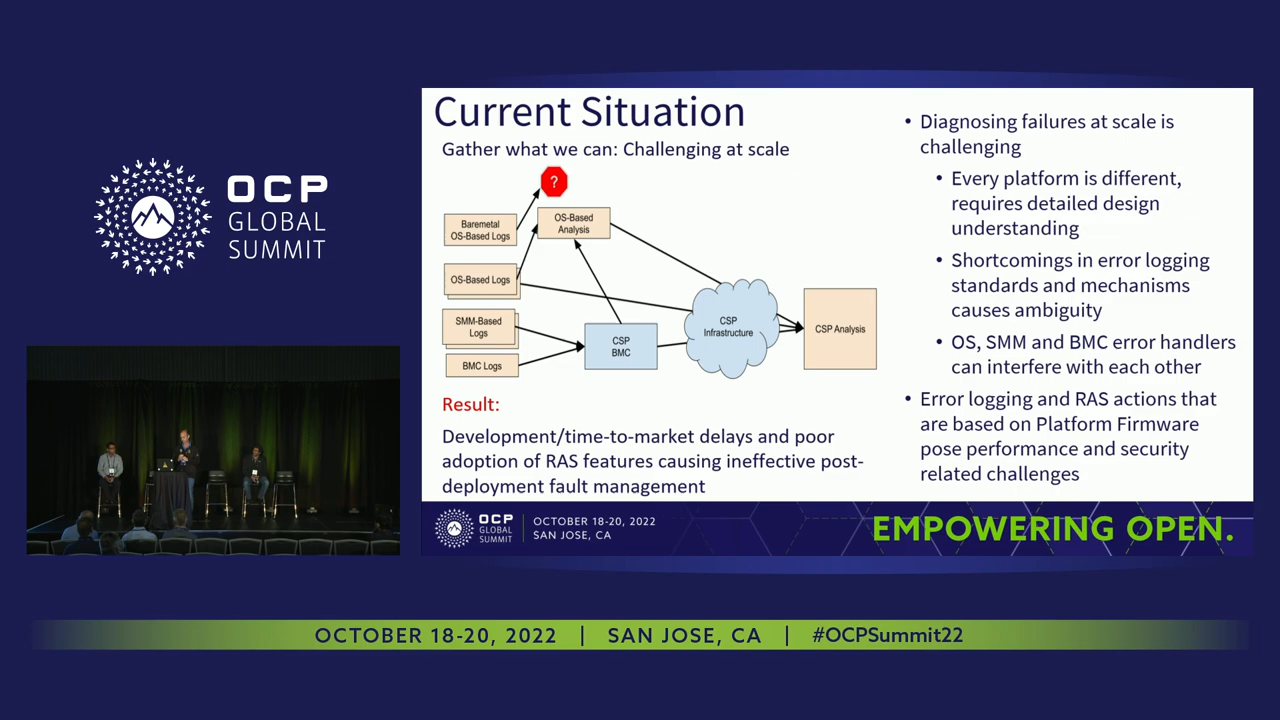 OCP
GLOBAL
SUMMIT
Current Situation
Gather what we can: Challenging at scale
?
Baremetal
OS-Based Logs
OS-Based
Analysis
OS-Based Logs
SMM-Based
Logs
BMC Logs
CSP
BMC
CSP
Infrastructure
CSP Analysis
Result:
Development/time-to-market delays and poor
adoption of RAS features causing ineffective post-
deployment fault management
• Diagnosing failures at scale is
challenging
• Every platform is different,
requires detailed design
understanding
• Shortcomings in error logging
standards and mechanisms
causes ambiguity
• OS, SMM and BMC error handlers
can interfere with each other
• Error logging and RAS actions that
are based on Platform Firmware
pose performance and security
related challenges
OCP
GLOBAL
SUMMIT
OCTOBER 18-20, 2022
SAN JOSE, CA
EMPOWERING OPEN.
OCTOBER 18-20, 2022 | SAN JOSE, CA | #OCPSummit22